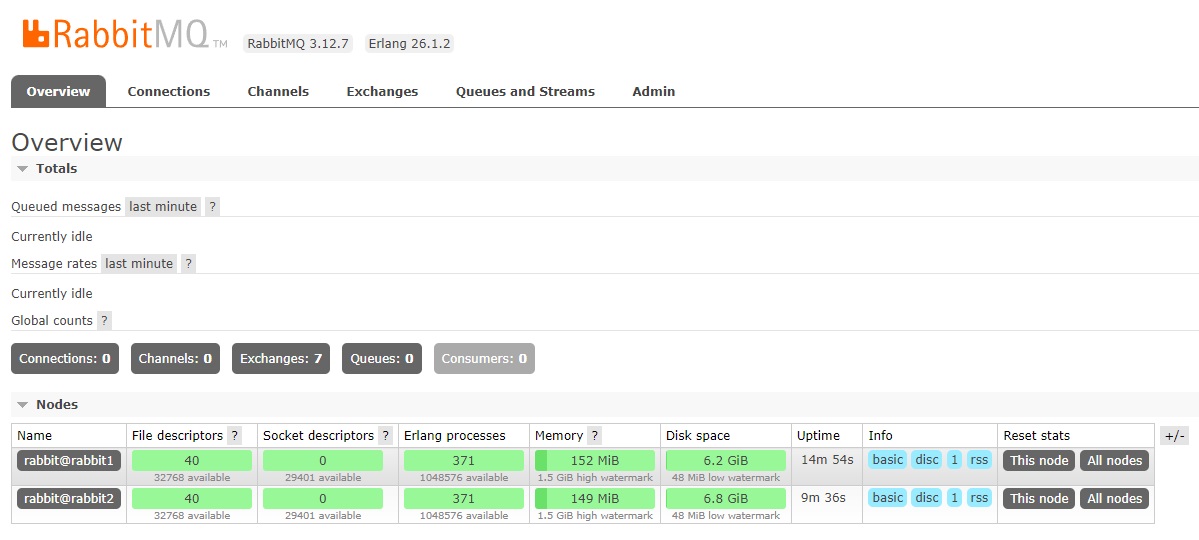 RabbitMQ TM RabbitMQ 3.12.7 Erlang 26.1.2
Overview Connections Channels Exchanges Queues and Streams Admin
Overview
Totals
Queued messages last minute ?
Currently idle
Message rates last minute ?
Currently idle
Global counts ?
Connections: 0 Channels: 0 Exchanges: 7 Queues: 0 Consumers: 0
Nodes
Name File descriptors ? Socket descriptors ? Erlang processes Memory ? Disk space Uptime Info Reset stats +/-
rabbit@rabbit1 40 0 371 152 MiB 6.2 GiB 14m 54s basic disc 1 rss This node All nodes
32768 available 29401 available 1048576 available 1.5 GiB high watermark 48 MiB low watermark
rabbit@rabbit2 40 0 371 149 MiB 6.8 GiB 9m 36s basic disc 1 rss This node All nodes
32768 available 29401 available 1048576 available 1.5 GiB high watermark 48 MiB low watermark